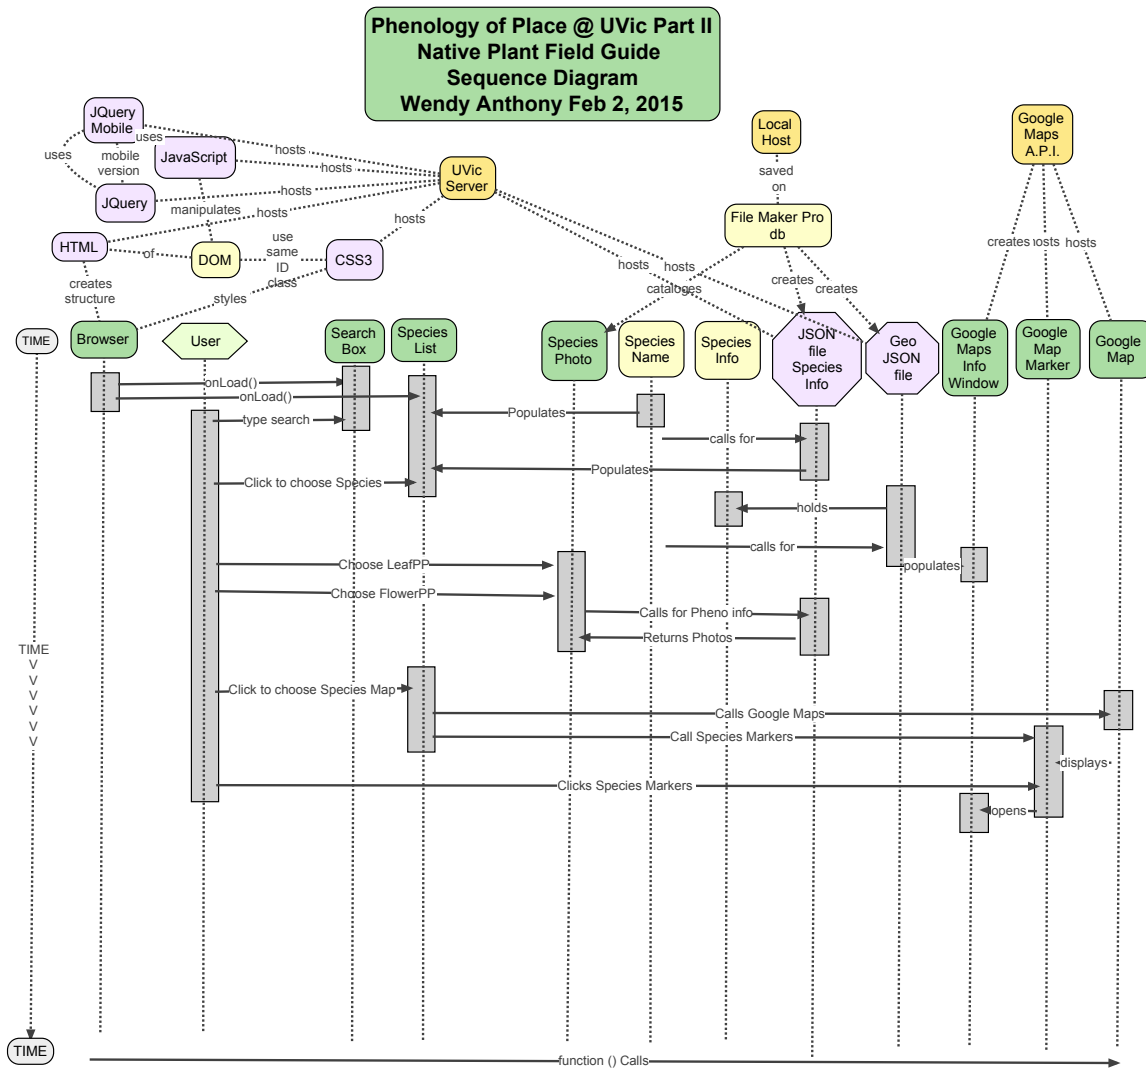 Phenology of Place @ UVic Part II
Native Plant Field Guide
Sequence Diagram
Wendy Anthony Feb 2, 2015
JQuery
Mobile
uses
uses
mobile
version
JavaScript
JQuery
hosts
hosts
hosts
hosts
hosts
UVic
Server
Local
Host
saved
on
Google
Maps
A.P.I.
manipulates
HTML
of
DOM
use
same
ID
class
CSS3
File Maker Pro
db
creates
hosts
hosts
hosts
hosts
cataloges
creates
creates
creates
structure
styles
TIME
Browser
User
Search
Box
Species
List
Species
Photo
Species
Name
Species
Info
JSON
file
Species
Info
Geo
JSON
file
Google
Maps
Info
Window
Google
Map
Marker
Google
Map
onLoad()
onLoad()
type search
Populates
calls for
Populates
Click to choose Species
holds
calls for
populates
Choose LeafPP
Choose FlowerPP
Calls for Pheno info
Returns Photos
TIME
V
V
V
V
V
V
Click to choose Species Map
Calls Google Maps
Call Species Markers
displays
Clicks Species Markers
opens
TIME
function () Calls